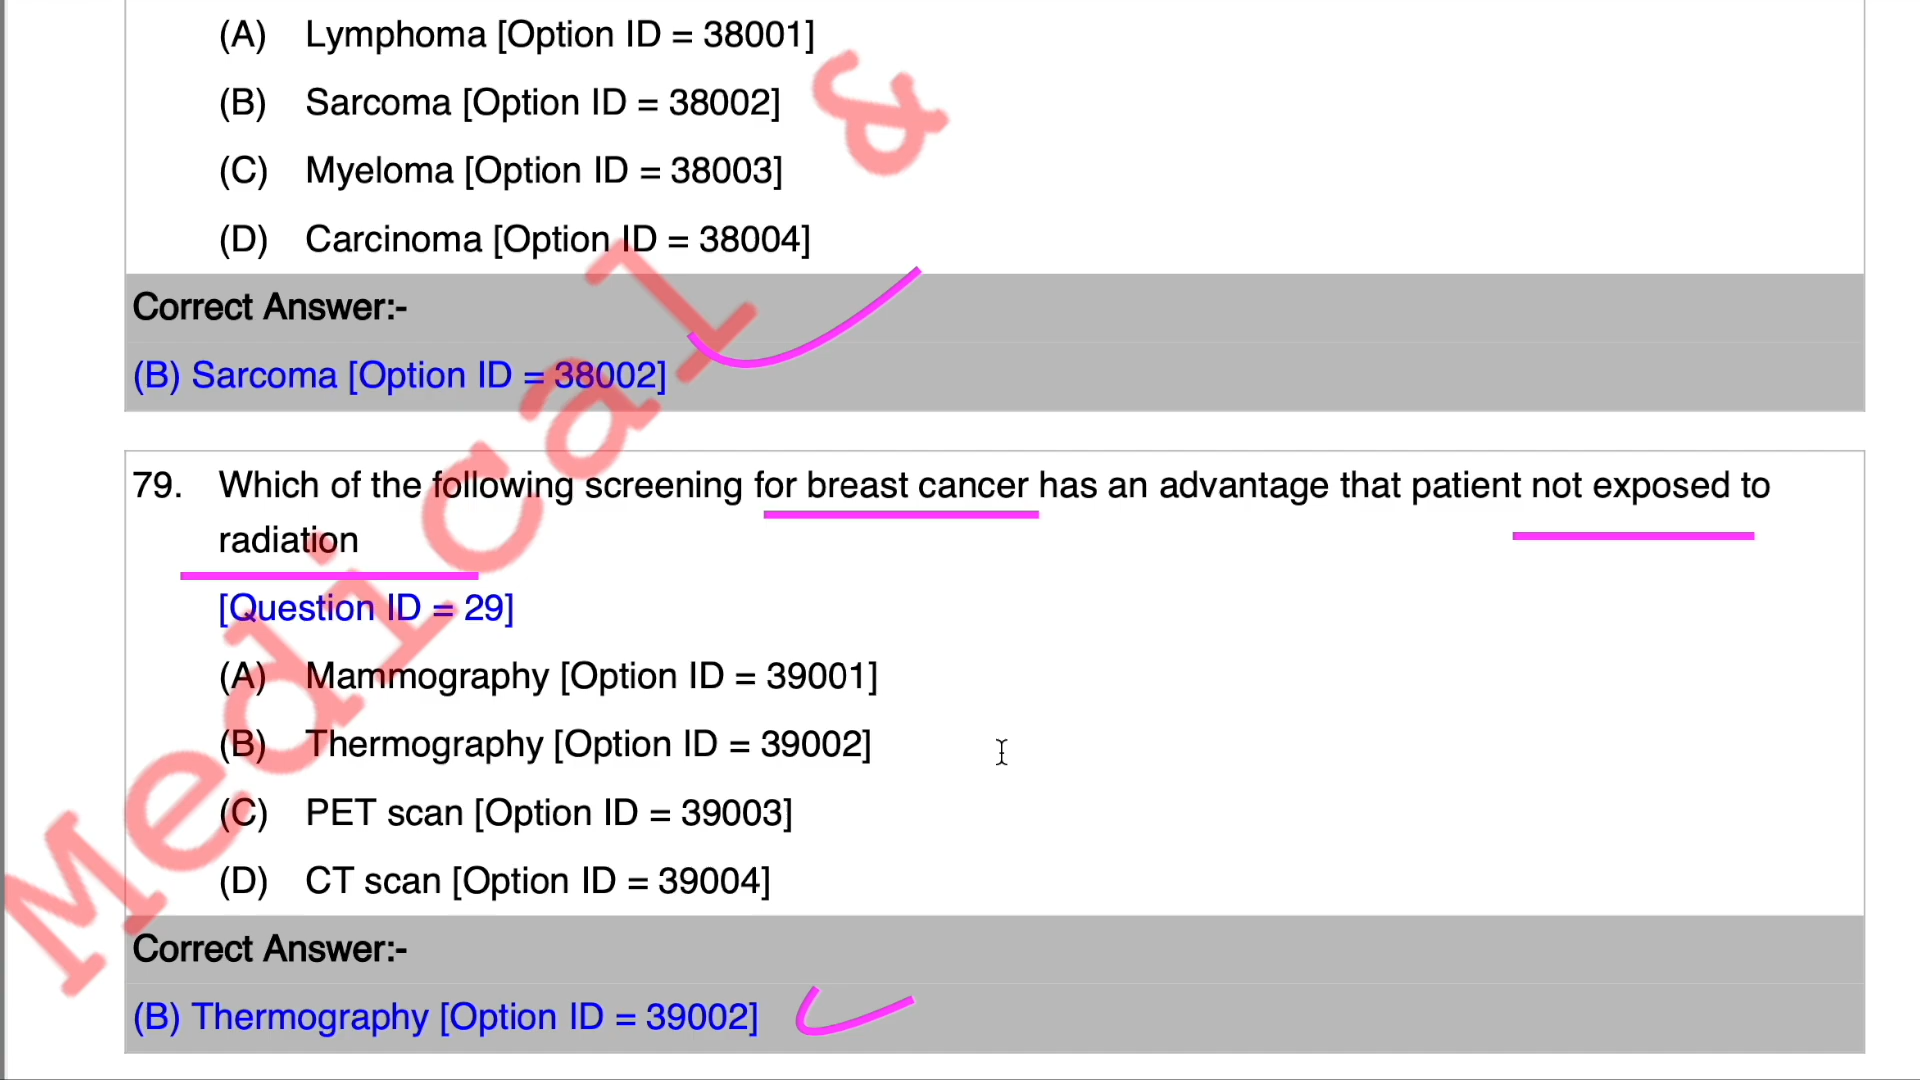 (A) Lymphoma [Option ID = 38001]
(B) Sarcoma [Option ID = 38002]
(C) Myeloma [Option ID = 38003]
(D) Carcinoma [Option ID = 38004]
Correct Answer:-
(B) Sarcoma [Option ID = 38002]
79. Which of the following screening for breast cancer has an advantage that patient not exposed to
radiation
[Question ID = 29]
(A) Mammography [Option ID = 39001]
(B) Thermography [Option ID = 39002]
(C) PET scan [Option ID = 39003]
(D) CT scan [Option ID = 39004]
Correct Answer:-
(B) Thermography [Option ID = 39002]
Medical &